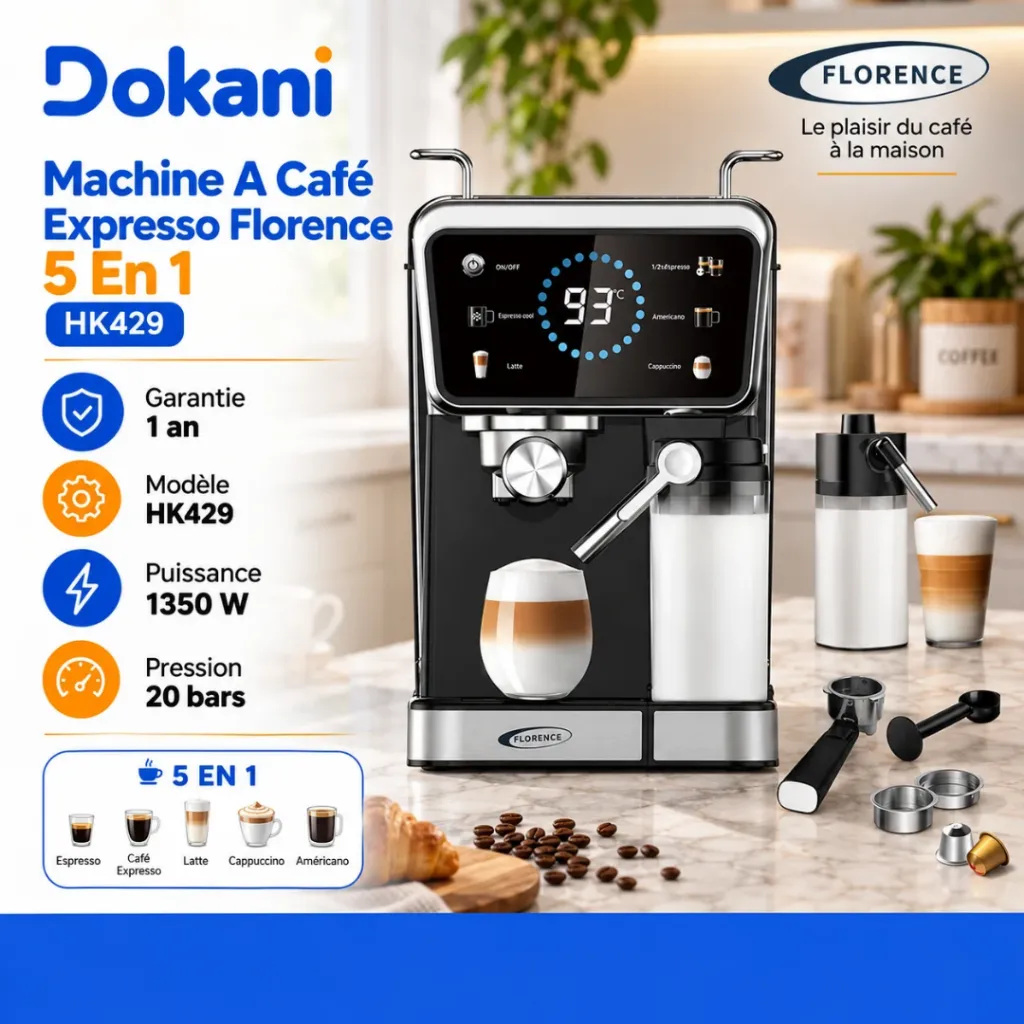 Dokani
FLORENCE
Le plaisir du café
à la maison
Machine A Café
Expresso Florence
5 En 1
HK429
ON/OFF
93°C
1/2xEspresso
Espresso cool
Americano
Latte
Cappuccino
Garantie
1 an
Modèle
HK429
Puissance
1350 W
Pression
20 bars
COFFEE
FLORENCE
5 EN 1
Espresso
Café
Expresso
Latte
Cappuccino
Américano